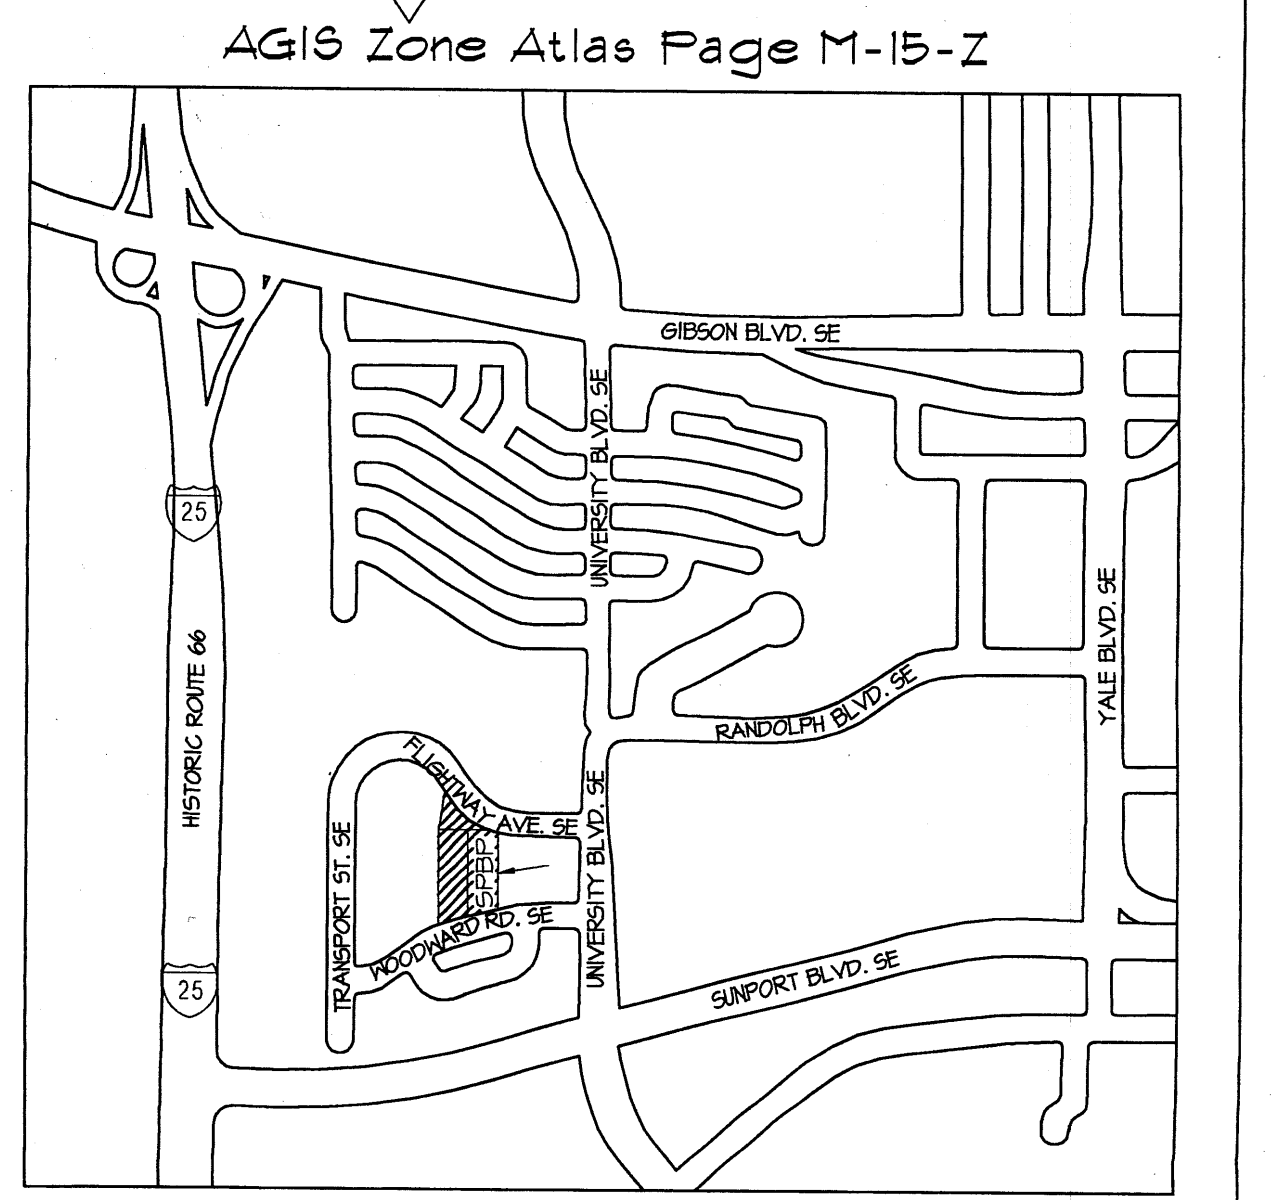 AGIS Zone Atlas Page M-15-Z
GIBSON BLVD. SE
UNIVERSITY BLVD. SE
25
YALE BLVD. SE
HISTORIC ROUTE 66
RANDOLPH BLVD. SE
FLIGHTWAY AVE. SE
UNIVERSITY BLVD. SE
TRANSPORT ST. SE
SPBP
WOODWARD RD. SE
SUNPORT BLVD. SE
25